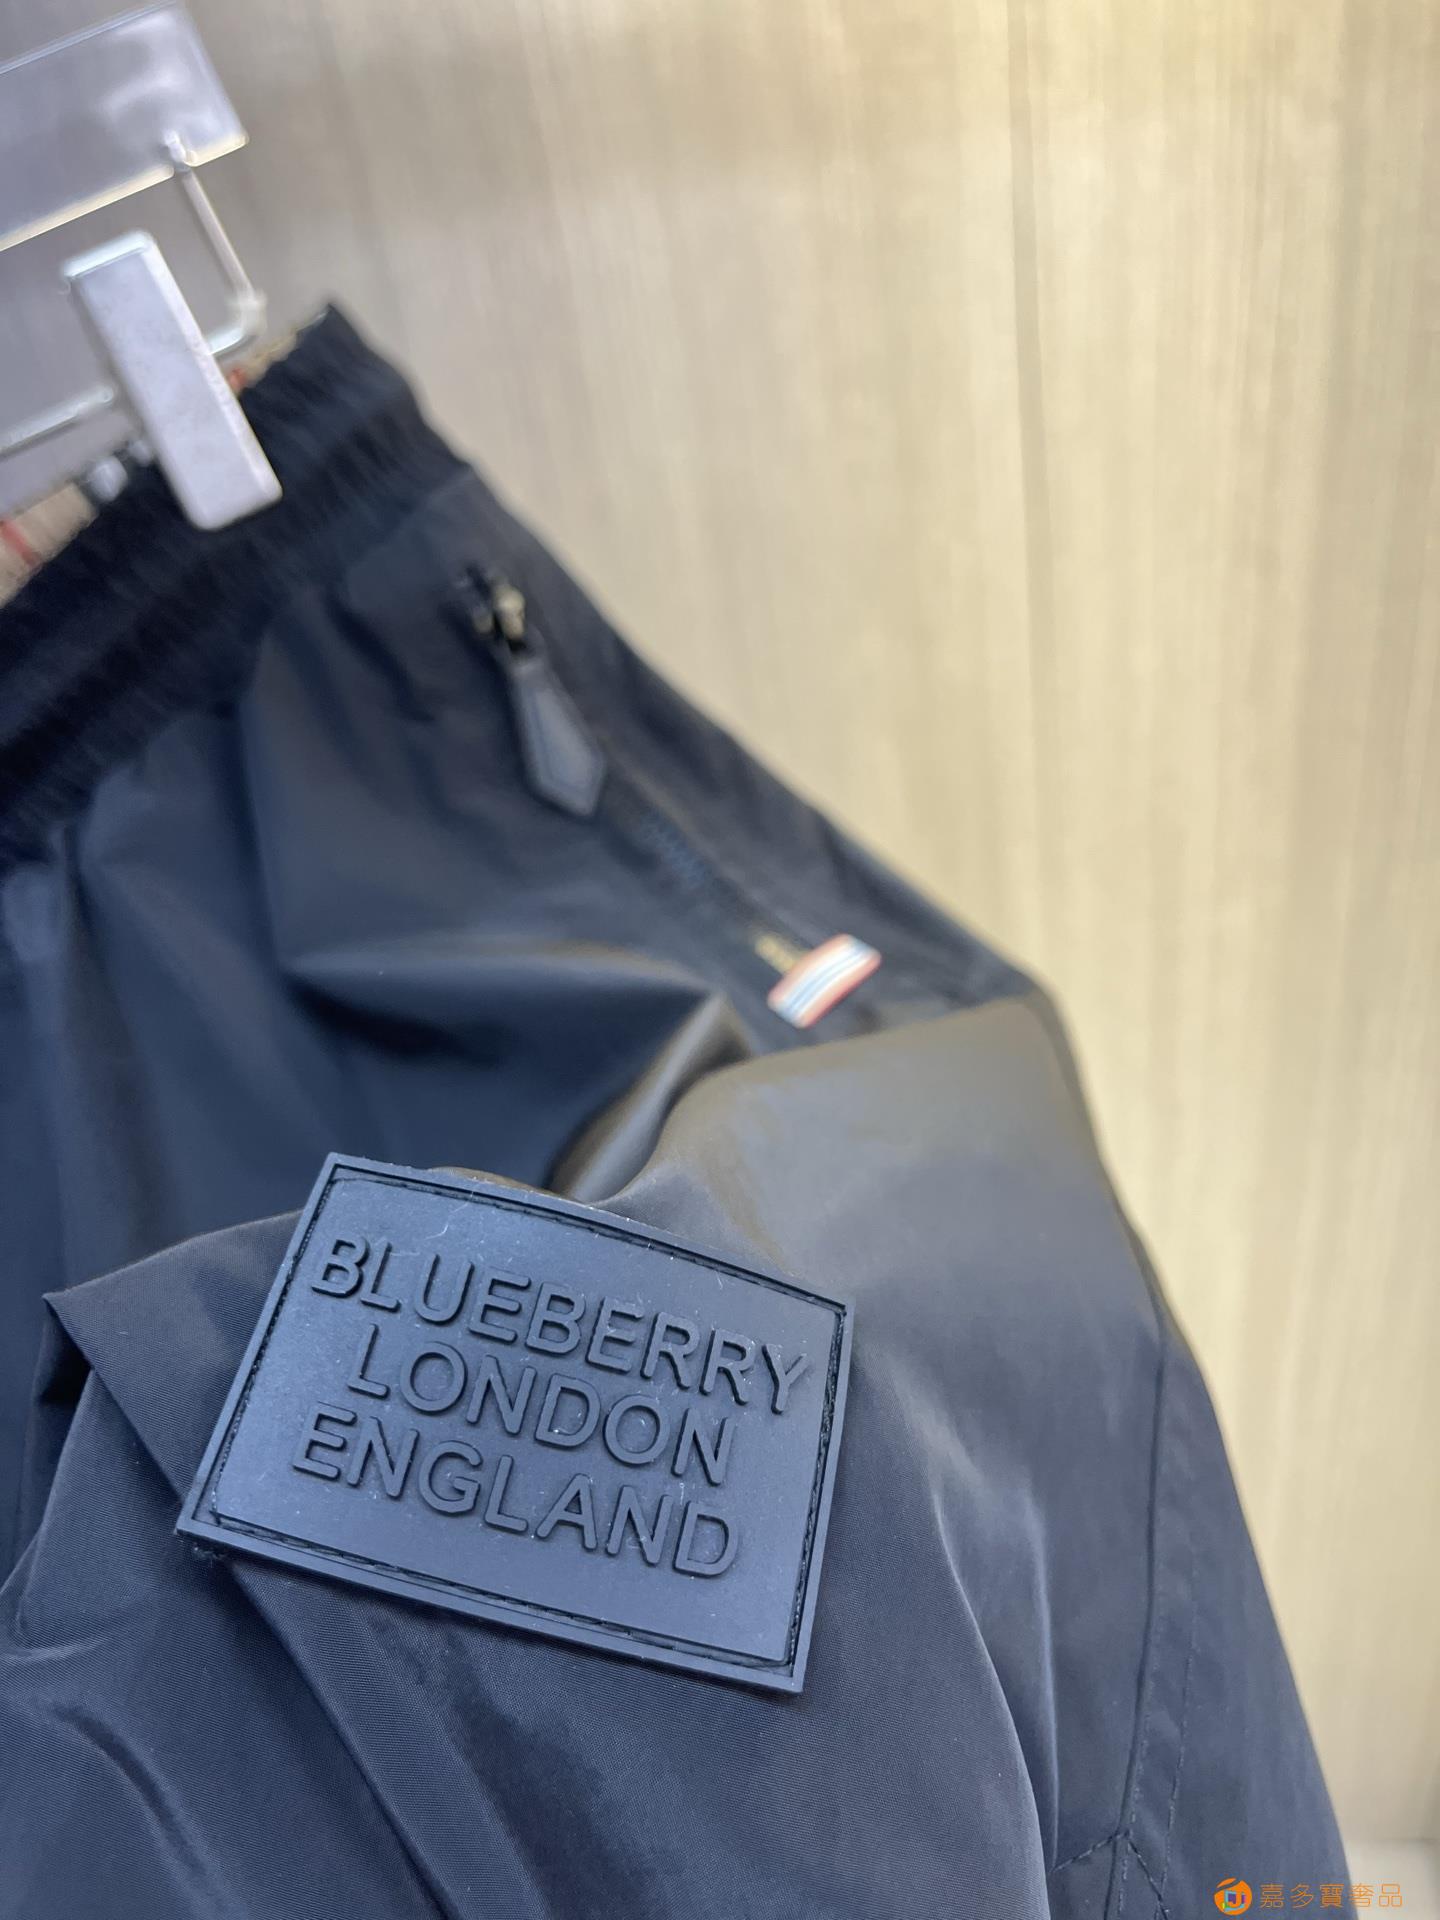 BLUEBERRY
LONDON
ENGLAND
嘉多寶奢品